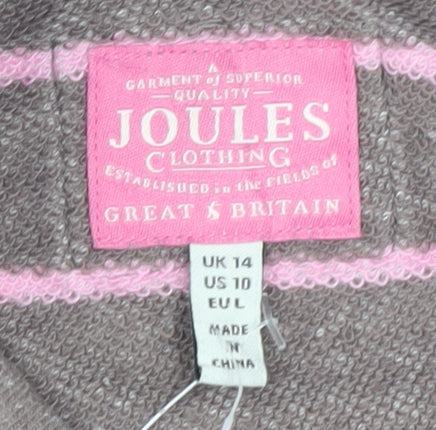 A
GARMENT of SUPERIOR
QUALITY
JOULES
CLOTHING
ESTABLISHED in the FIELDS of
GREAT BRITAIN
UK 14
US 10
EU L
MADE
IN
CHINA